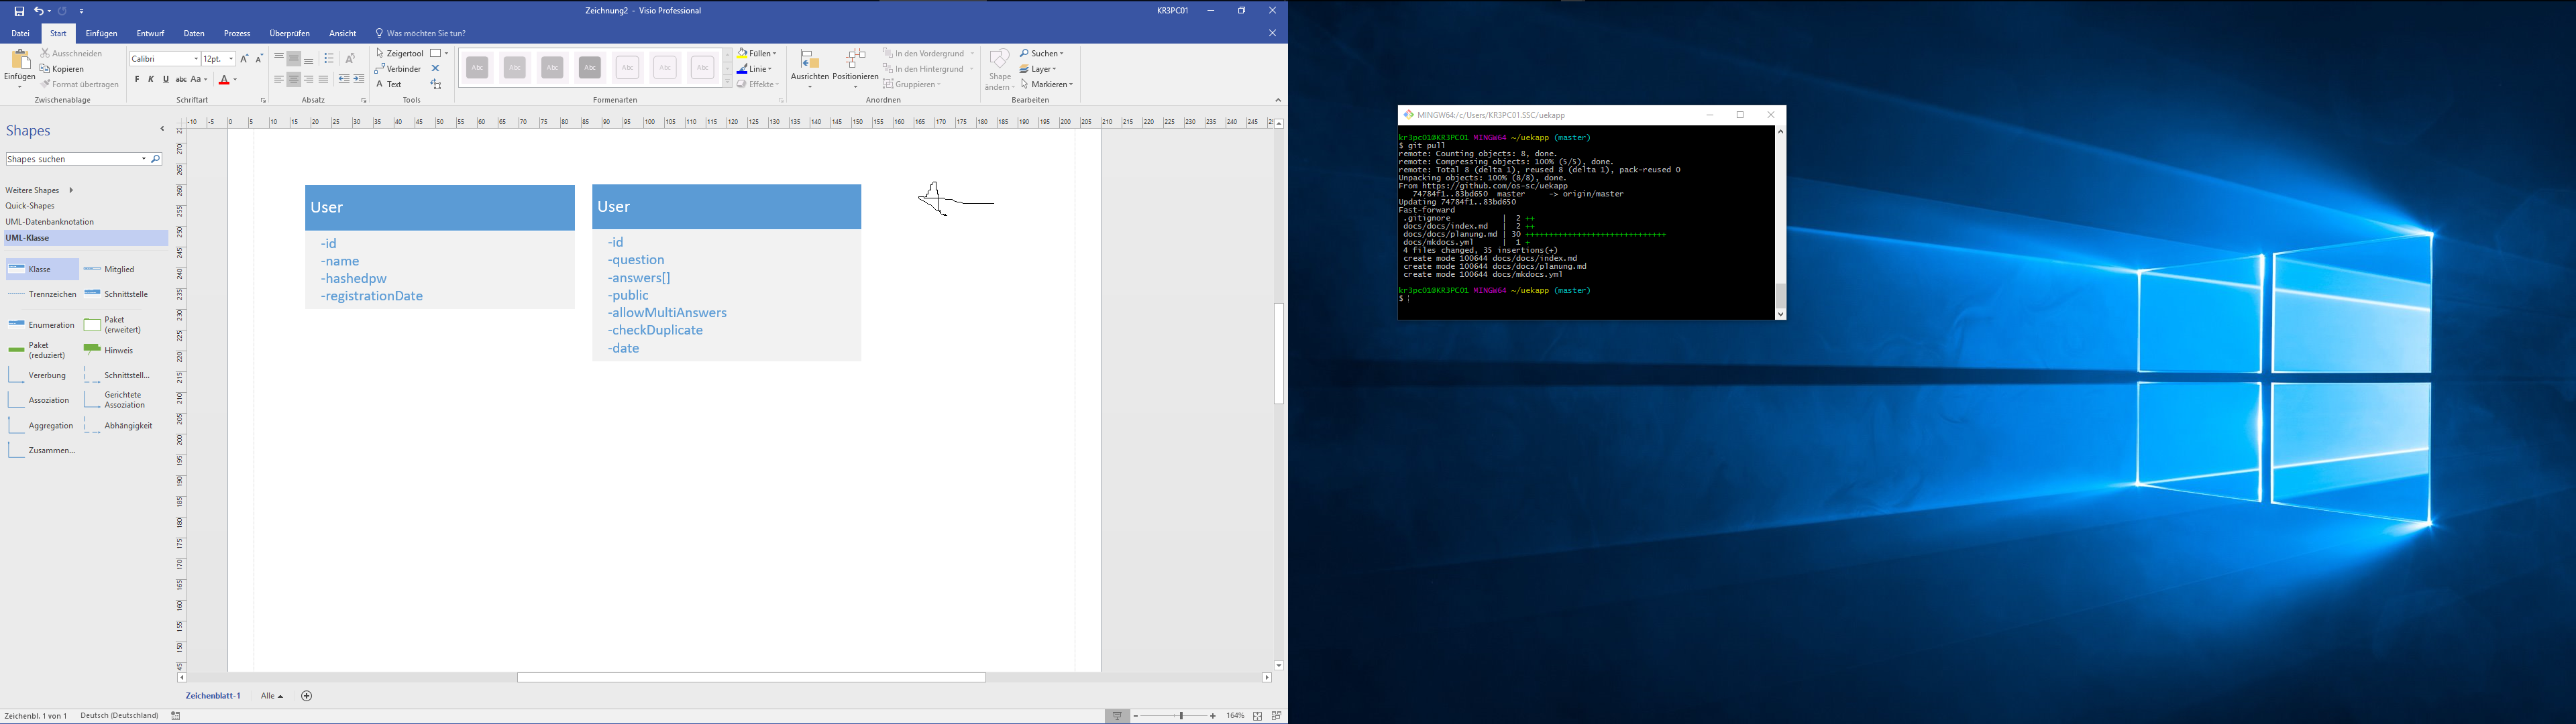 Zeichnung2 - Visio Professional
KR3PC01
Datei Start Einfügen Entwurf Daten Prozess Überprüfen Ansicht Was möchten Sie tun?
Einfügen
Ausschneiden
Kopieren
Format übertragen
Zwischenablage
Calibri 12pt.
F K U abc Aa A
Schriftart
Absatz
Zeigertool
Verbinder
A Text
Tools
Abc Abc Abc Abc Abc Abc Abc
Formenarten
Füllen
Linie
Effekte
Ausrichten
Positionieren
In den Vordergrund
In den Hintergrund
Gruppieren
Anordnen
Shape ändern
Suchen
Layer
Markieren
Bearbeiten
Shapes
Shapes suchen
Weitere Shapes
Quick-Shapes
UML-Datenbanknotation
UML-Klasse
Klasse
Mitglied
Trennzeichen
Schnittstelle
Enumeration
Paket (erweitert)
Paket (reduziert)
Hinweis
Vererbung
Schnittstell...
Assoziation
Gerichtete Assoziation
Aggregation
Abhängigkeit
Zusammen...
User
-id
-name
-hashedpw
-registrationDate
User
-id
-question
-answers[]
-public
-allowMultiAnswers
-checkDuplicate
-date
Zeichenblatt-1 Alle
Zeichenbl. 1 von 1 Deutsch (Deutschland)
164%
MINGW64:/c/Users/KR3PC01.SSC/uekapp
kr3pc01@KR3PC01 MINGW64 ~/uekapp (master)
$ git pull
remote: Counting objects: 8, done.
remote: Compressing objects: 100% (5/5), done.
remote: Total 8 (delta 1), reused 8 (delta 1), pack-reused 0
Unpacking objects: 100% (8/8), done.
From https://github.com/os-sc/uekapp
74784f1..83bd650 master -> origin/master
Updating 74784f1..83bd650
Fast-forward
.gitignore | 2 ++
docs/docs/index.md | 2 ++
docs/docs/planung.md | 30 ++++++++++++++++++++++++++++++
docs/mkdocs.yml | 1 +
4 files changed, 35 insertions(+)
create mode 100644 docs/docs/index.md
create mode 100644 docs/docs/planung.md
create mode 100644 docs/mkdocs.yml
kr3pc01@KR3PC01 MINGW64 ~/uekapp (master)
$